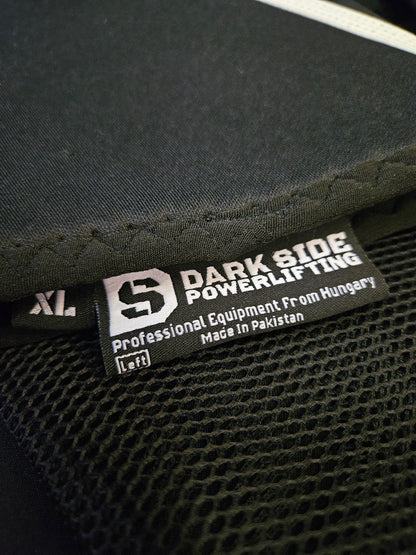 XL
S
DARK SIDE
POWERLIFTING
Professional Equipment From Hungary
Made in Pakistan
Left